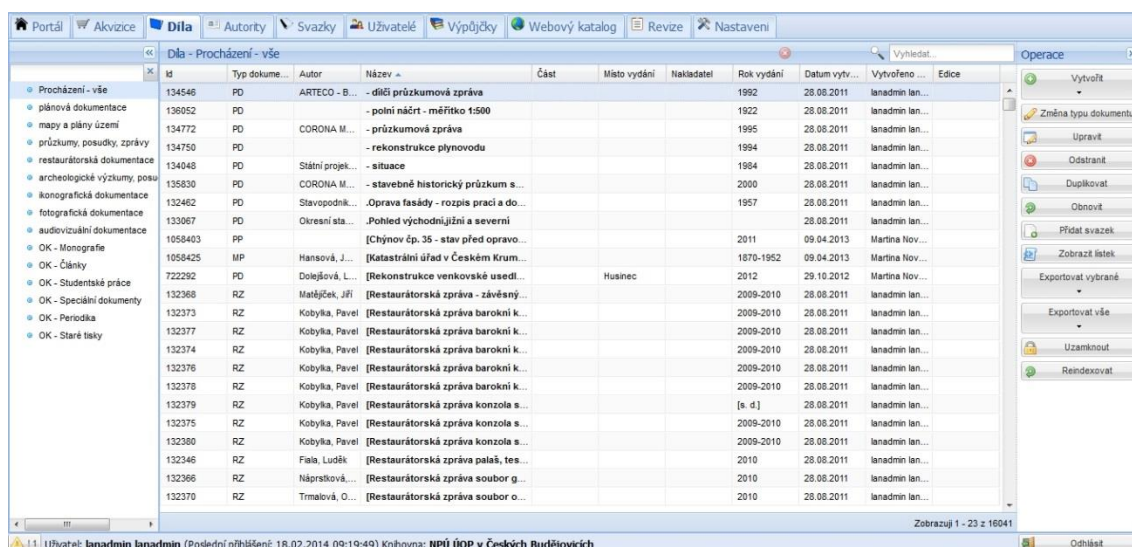 Portál Akvizice Díla Autority Svazky Uživatelé Výpůjčky Webový katalog Revize Nastavení
Díla - Procházení - vše Vyhledat... Operace
Procházení - vše
plánová dokumentace
mapy a plány území
průzkumy, posudky, zprávy
restaurátorská dokumentace
archeologické výzkumy, posu
ikonografická dokumentace
fotografická dokumentace
audiovizuální dokumentace
OK - Monografie
OK - Články
OK - Studentské práce
OK - Speciální dokumenty
OK - Periodika
OK - Staré tisky
Id Typ dokume... Autor Název Část Místo vydání Nakladatel Rok vydání Datum vytv... Vytvořeno ... Edice
134546 PD ARTECO - B... - dílčí průzkumová zpráva 1992 28.08.2011 lanadmin lan...
136052 PD - polní náčrt - měřítko 1:500 1922 28.08.2011 lanadmin lan...
134772 PD CORONA M... - průzkumová zpráva 1995 28.08.2011 lanadmin lan...
134750 PD - rekonstrukce plynovodu 1994 28.08.2011 lanadmin lan...
134048 PD Státní projek... - situace 1984 28.08.2011 lanadmin lan...
135830 PD CORONA M... - stavebně historický průzkum s... 2000 28.08.2011 lanadmin lan...
132462 PD Stavopodnik... .Oprava fasády - rozpis prací a do... 1957 28.08.2011 lanadmin lan...
133067 PD Okresní sta... .Pohled východní,jižní a severní 28.08.2011 lanadmin lan...
1058403 PP [Chýnov čp. 35 - stav před opravo... 2011 09.04.2013 Martina Nov...
1058425 MP Hansová, J... [Katastrální úřad v Českém Krum... 1870-1952 09.04.2013 Martina Nov...
722292 PD Dolejšová, L... [Rekonstrukce venkovské usedl... Husinec 2012 29.10.2012 Martina Nov...
132368 RZ Matějíček, Jiří [Restaurátorská zpráva - závěsný... 2009-2010 28.08.2011 lanadmin lan...
132373 RZ Kobylka, Pavel [Restaurátorská zpráva barokní k... 2009-2010 28.08.2011 lanadmin lan...
132377 RZ Kobylka, Pavel [Restaurátorská zpráva barokní k... 2009-2010 28.08.2011 lanadmin lan...
132374 RZ Kobylka, Pavel [Restaurátorská zpráva barokní k... 2009-2010 28.08.2011 lanadmin lan...
132376 RZ Kobylka, Pavel [Restaurátorská zpráva barokní k... 2009-2010 28.08.2011 lanadmin lan...
132378 RZ Kobylka, Pavel [Restaurátorská zpráva barokní k... 2009-2010 28.08.2011 lanadmin lan...
132379 RZ Kobylka, Pavel [Restaurátorská zpráva konzola s... [s. d.] 28.08.2011 lanadmin lan...
132375 RZ Kobylka, Pavel [Restaurátorská zpráva konzola s... 2009-2010 28.08.2011 lanadmin lan...
132380 RZ Kobylka, Pavel [Restaurátorská zpráva konzola s... 2009-2010 28.08.2011 lanadmin lan...
132346 RZ Fiala, Luděk [Restaurátorská zpráva palaš, tes... 2010 28.08.2011 lanadmin lan...
132366 RZ Náprstková,... [Restaurátorská zpráva soubor g... 2010 28.08.2011 lanadmin lan...
132370 RZ Trmalová, O... [Restaurátorská zpráva soubor o... 2010 28.08.2011 lanadmin lan...
Zobrazuji 1 - 23 z 16041
Vytvořit
Změna typu dokumentu
Upravit
Odstranit
Duplikovat
Obnovit
Přidat svazek
Zobrazit lístek
Exportovat vybrané
Exportovat vše
Uzamknout
Reindexovat
Uživatel: lanadmin lanadmin (Poslední přihlášení: 18.02.2014 09:19:49) Knihovna: NPÚ ÚOP v Českých Budějovicích Odhlásit